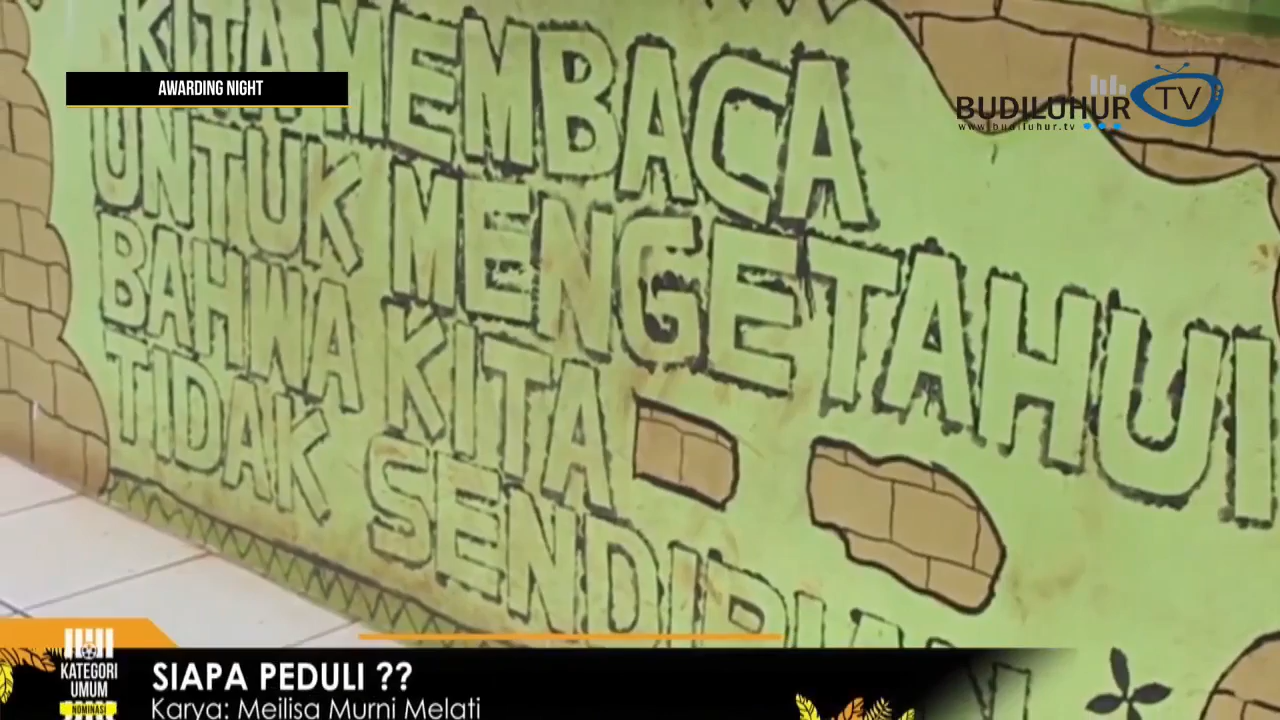 AWARDING NIGHT
BUDILUHUR TV
www.budiluhur.tv
KITA MEMBACA
UNTUK MENGETAHUI
BAHWA KITA
TIDAK SENDIRIAN
KATEGORI
UMUM
NOMINASI
SIAPA PEDULI ??
Karya: Meilisa Murni Melati